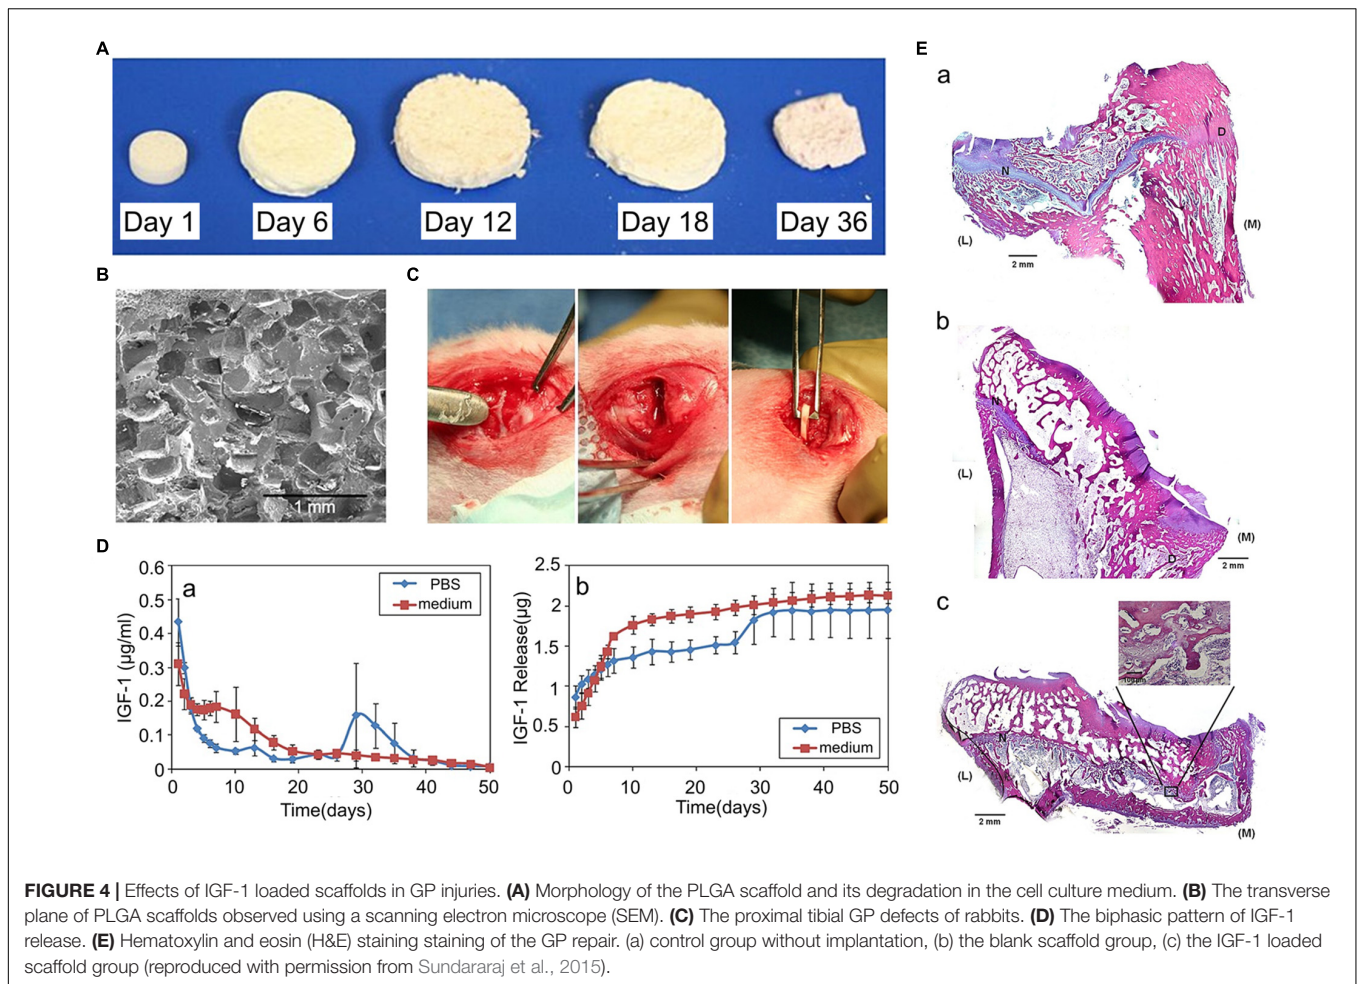 A
Day 1
Day 6
Day 12
Day 18
Day 36
B
1 mm
C
D
a
0.6
0.5
0.4
0.3
0.2
0.1
0
IGF-1 (µg/ml)
PBS
medium
0
10
20
30
40
50
Time(days)
b
2.5
2
1.5
1
0.5
0
IGF-1 Release(µg)
PBS
medium
0
10
20
30
40
50
Time(days)
E
a
D
N
(L)
(M)
2 mm
b
N
(L)
(M)
D
2 mm
c
N
(L)
(M)
2 mm
FIGURE 4 | Effects of IGF-1 loaded scaffolds in GP injuries. (A) Morphology of the PLGA scaffold and its degradation in the cell culture medium. (B) The transverse
plane of PLGA scaffolds observed using a scanning electron microscope (SEM). (C) The proximal tibial GP defects of rabbits. (D) The biphasic pattern of IGF-1
release. (E) Hematoxylin and eosin (H&E) staining staining of the GP repair. (a) control group without implantation, (b) the blank scaffold group, (c) the IGF-1 loaded
scaffold group (reproduced with permission from Sundararaj et al., 2015).